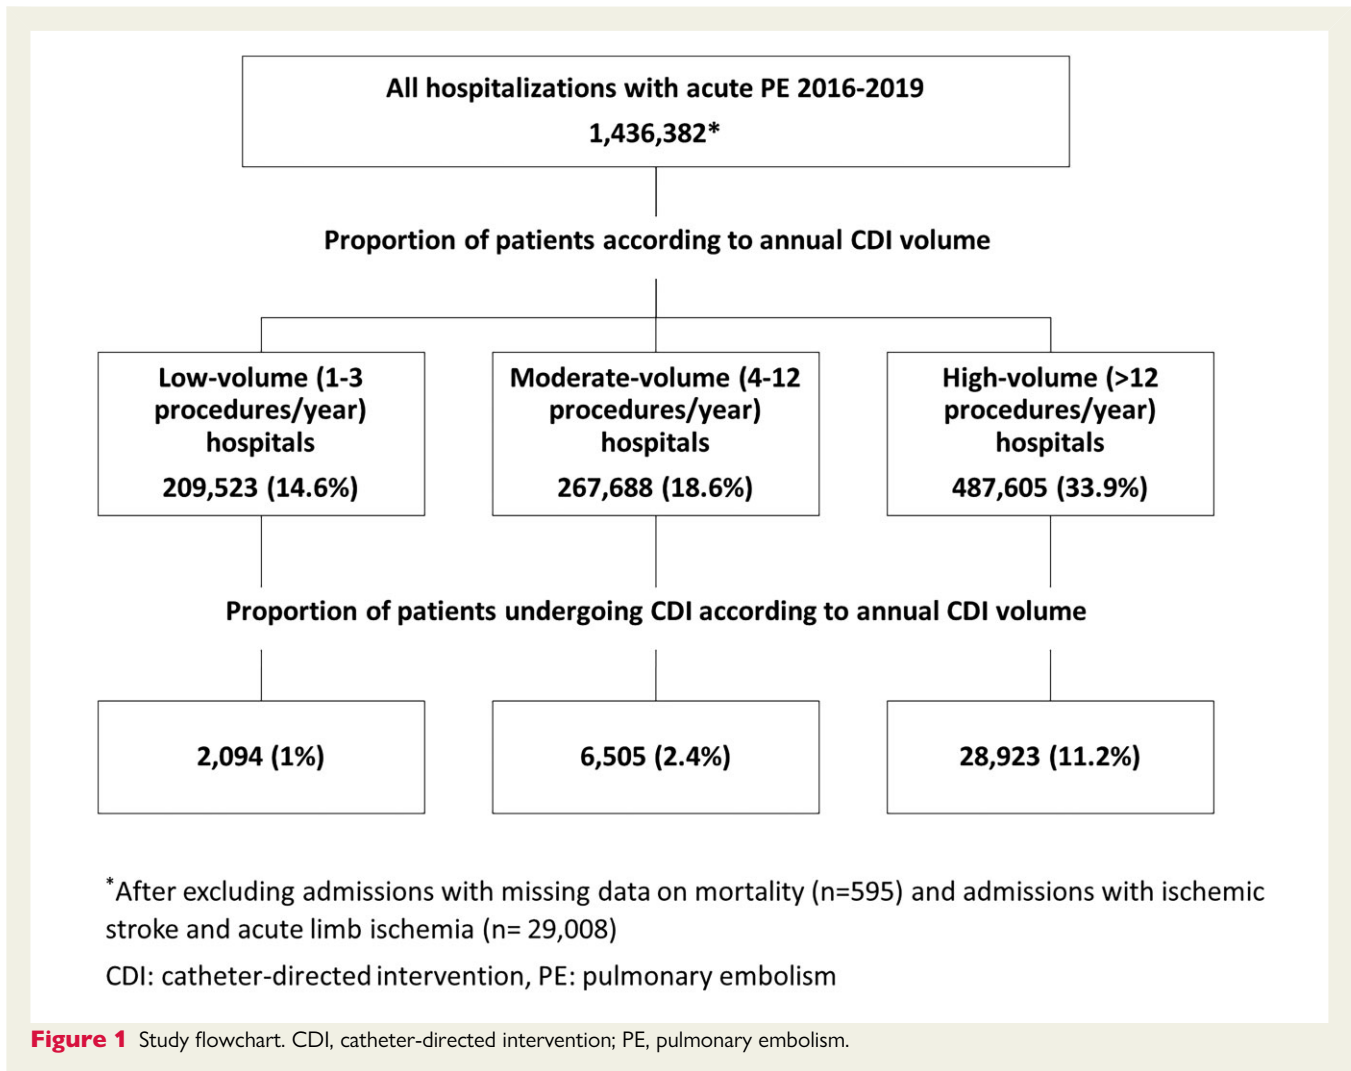 All hospitalizations with acute PE 2016-2019
1,436,382*
Proportion of patients according to annual CDI volume
Low-volume (1-3
procedures/year)
hospitals
209,523 (14.6%)
Moderate-volume (4-12
procedures/year)
hospitals
267,688 (18.6%)
High-volume (>12
procedures/year)
hospitals
487,605 (33.9%)
Proportion of patients undergoing CDI according to annual CDI volume
2,094 (1%)
6,505 (2.4%)
28,923 (11.2%)
*After excluding admissions with missing data on mortality (n=595) and admissions with ischemic
stroke and acute limb ischemia (n= 29,008)
CDI: catheter-directed intervention, PE: pulmonary embolism
Figure 1 Study flowchart. CDI, catheter-directed intervention; PE, pulmonary embolism.